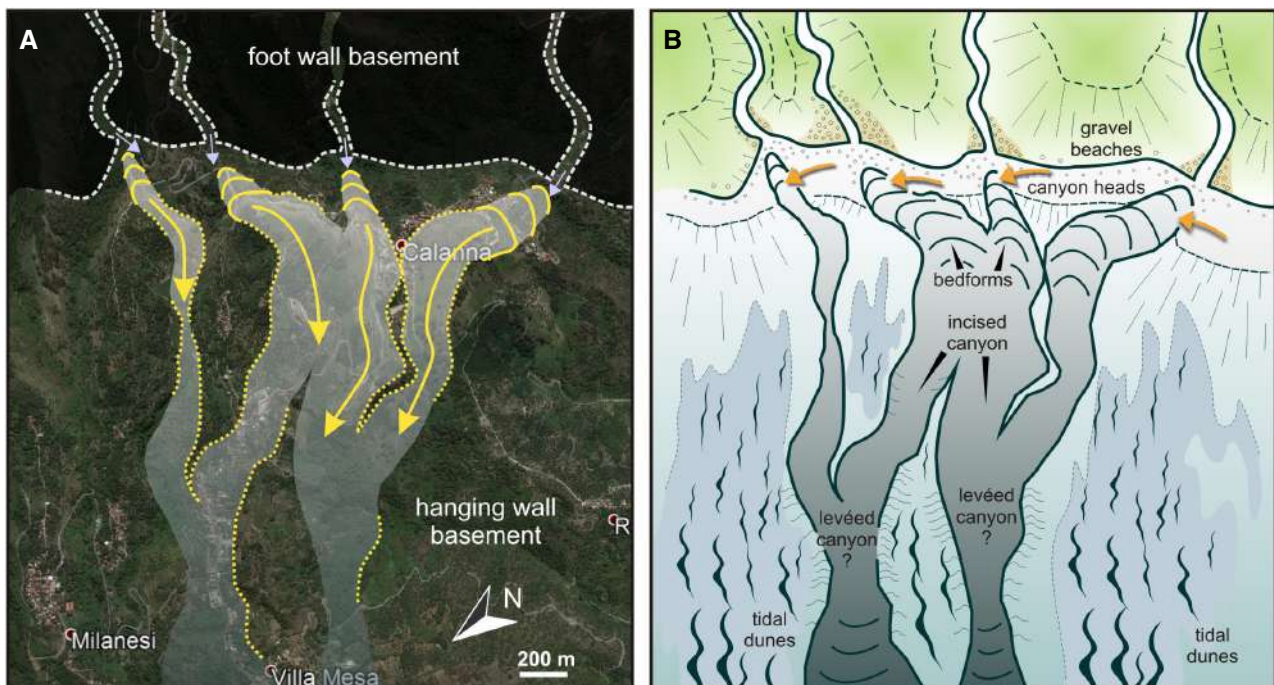 A
foot wall basement
Calanna
hanging wall
basement
R
N
Milanesi
200 m
Villa Mesa
B
gravel
beaches
canyon heads
bedforms
incised
canyon
levéed
canyon
?
levéed
canyon
?
tidal
dunes
tidal
dunes